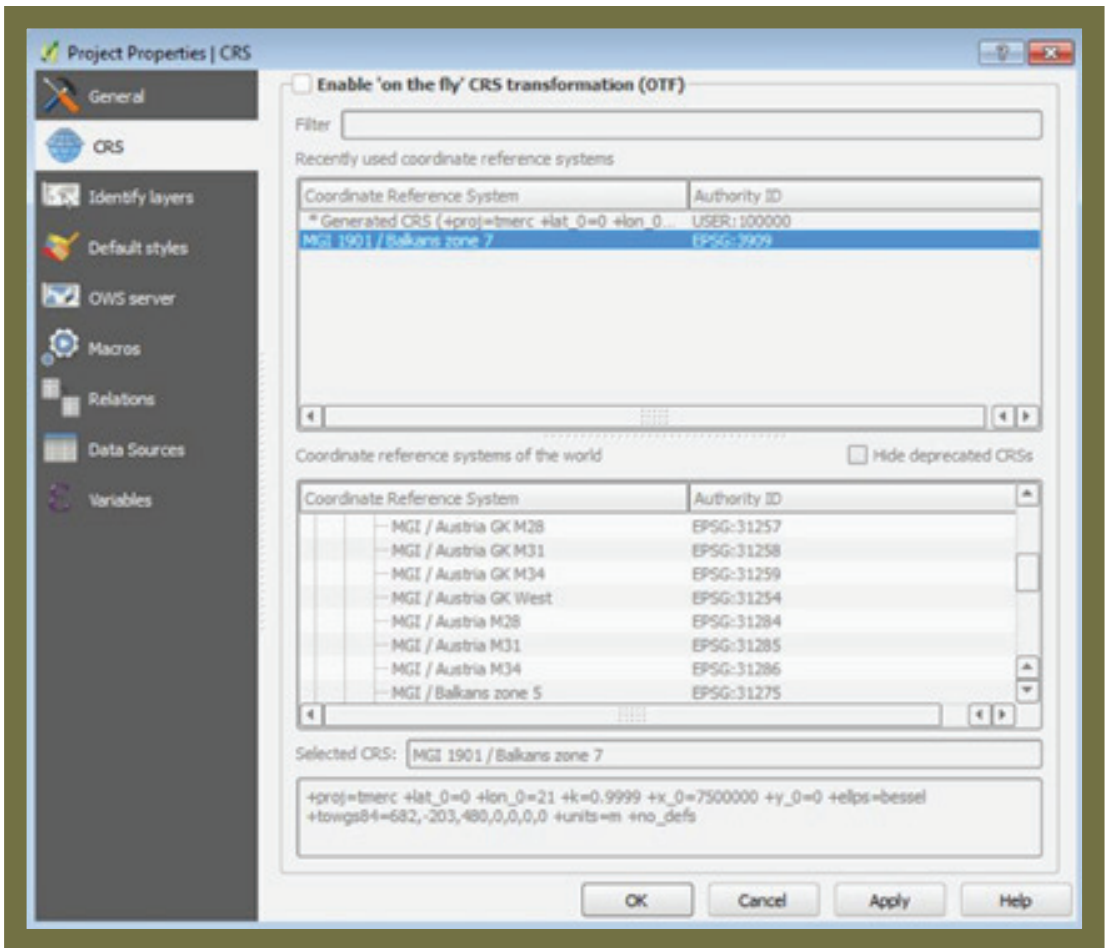 Project Properties | CRS
General
CRS
Identify layers
Default styles
OWS server
Macros
Relations
Data Sources
Variables
Enable 'on the fly' CRS transformation (OTF)
Filter
Recently used coordinate reference systems
Coordinate Reference System Authority ID
* Generated CRS (+proj=tmerc +lat_0=0 +lon_0... USER:100000
MGI 1901 / Balkans zone 7 EPSG:3909
Coordinate reference systems of the world Hide deprecated CRSs
Coordinate Reference System Authority ID
MGI / Austria GK M28 EPSG:31257
MGI / Austria GK M31 EPSG:31258
MGI / Austria GK M34 EPSG:31259
MGI / Austria GK West EPSG:31254
MGI / Austria M28 EPSG:31284
MGI / Austria M31 EPSG:31285
MGI / Austria M34 EPSG:31286
MGI / Balkans zone 5 EPSG:31275
Selected CRS: MGI 1901 / Balkans zone 7
+proj=tmerc +lat_0=0 +lon_0=21 +k=0.9999 +x_0=7500000 +y_0=0 +ellps=bessel
+towgs84=682,-203,480,0,0,0,0 +units=m +no_defs
OK Cancel Apply Help